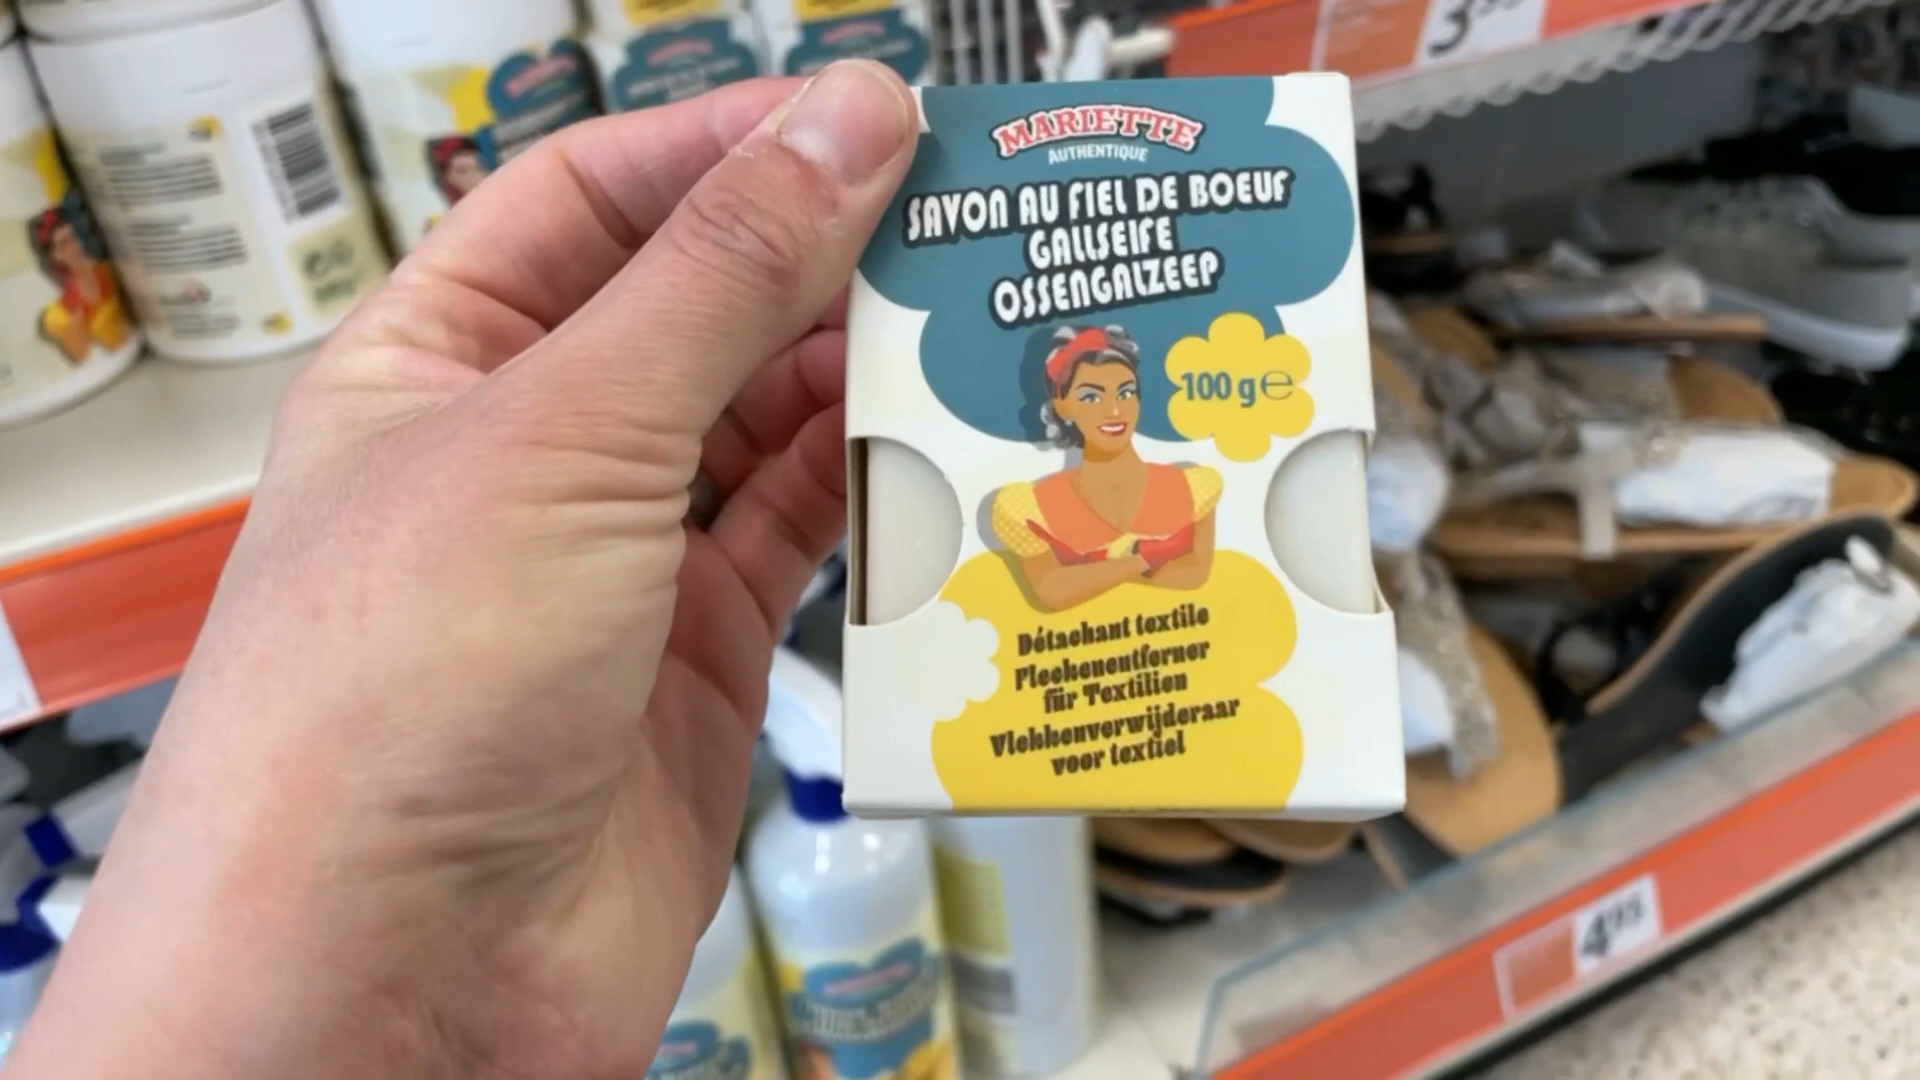 MARIETTE
AUTHENTIQUE
SAVON AU FIEL DE BOEUF
GALLSEIFE
OSSENGALZEEP
100 g℮
Détachant textile
Fleckenentferner
für Textilien
Vlekkenverwijderaar
voor textiel